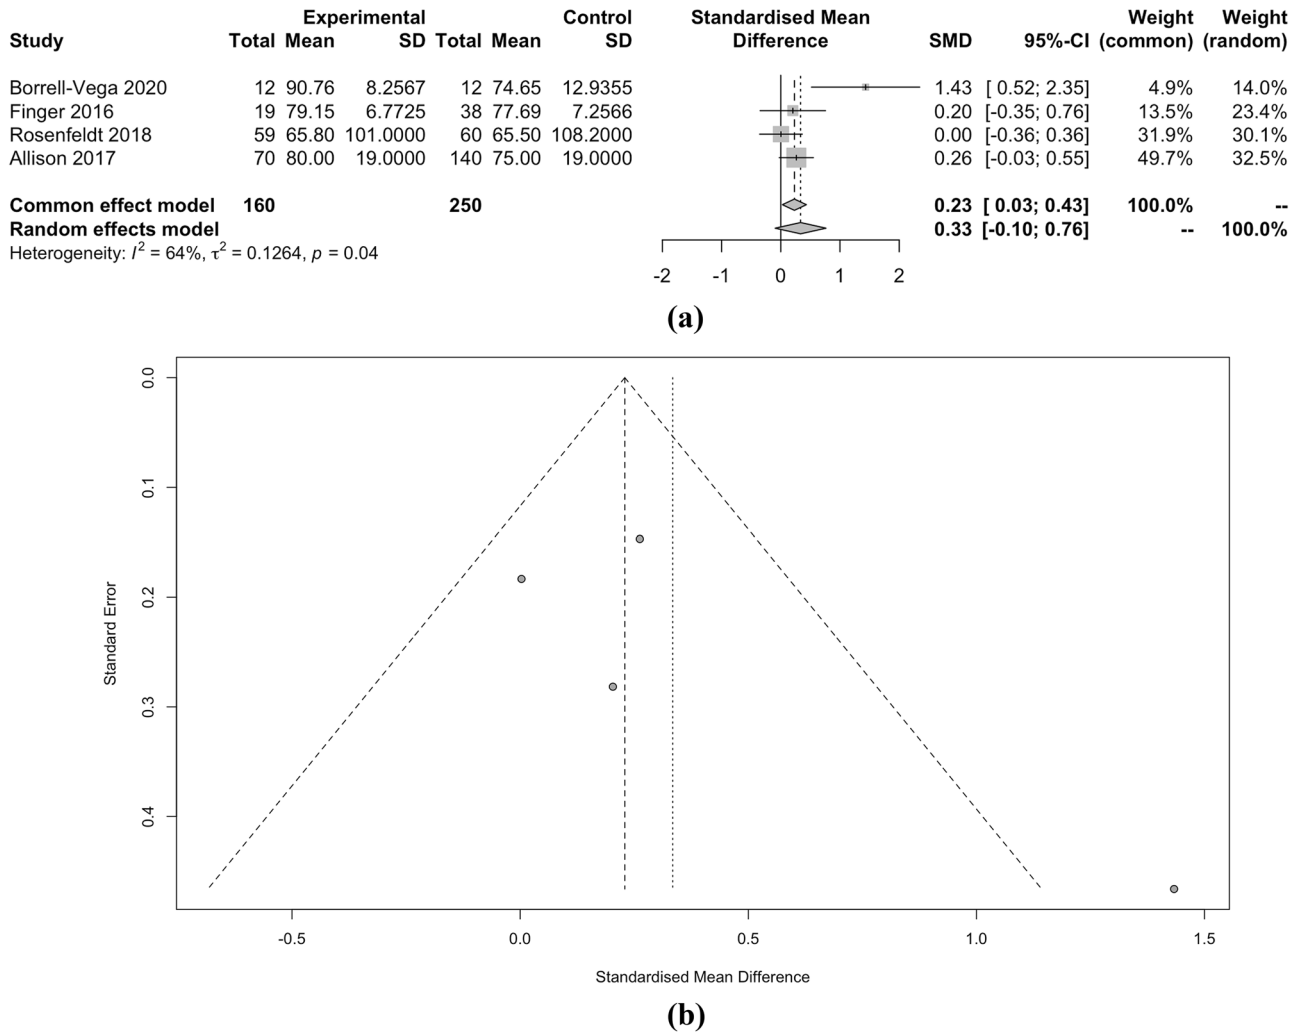 Experimental Control Standardised Mean Weight Weight
Study Total Mean SD Total Mean SD Difference SMD 95%-CI (common) (random)
Borrell-Vega 2020 12 90.76 8.2567 12 74.65 12.9355 1.43 [ 0.52; 2.35] 4.9% 14.0%
Finger 2016 19 79.15 6.7725 38 77.69 7.2566 0.20 [-0.35; 0.76] 13.5% 23.4%
Rosenfeldt 2018 59 65.80 101.0000 60 65.50 108.2000 0.00 [-0.36; 0.36] 31.9% 30.1%
Allison 2017 70 80.00 19.0000 140 75.00 19.0000 0.26 [-0.03; 0.55] 49.7% 32.5%
Common effect model 160 250 0.23 [ 0.03; 0.43] 100.0% --
Random effects model 0.33 [-0.10; 0.76] -- 100.0%
Heterogeneity: I² = 64%, τ² = 0.1264, p = 0.04
-2 -1 0 1 2
(a)
0.0
0.1
0.2
0.3
0.4
Standard Error
-0.5 0.0 0.5 1.0 1.5
Standardised Mean Difference
(b)